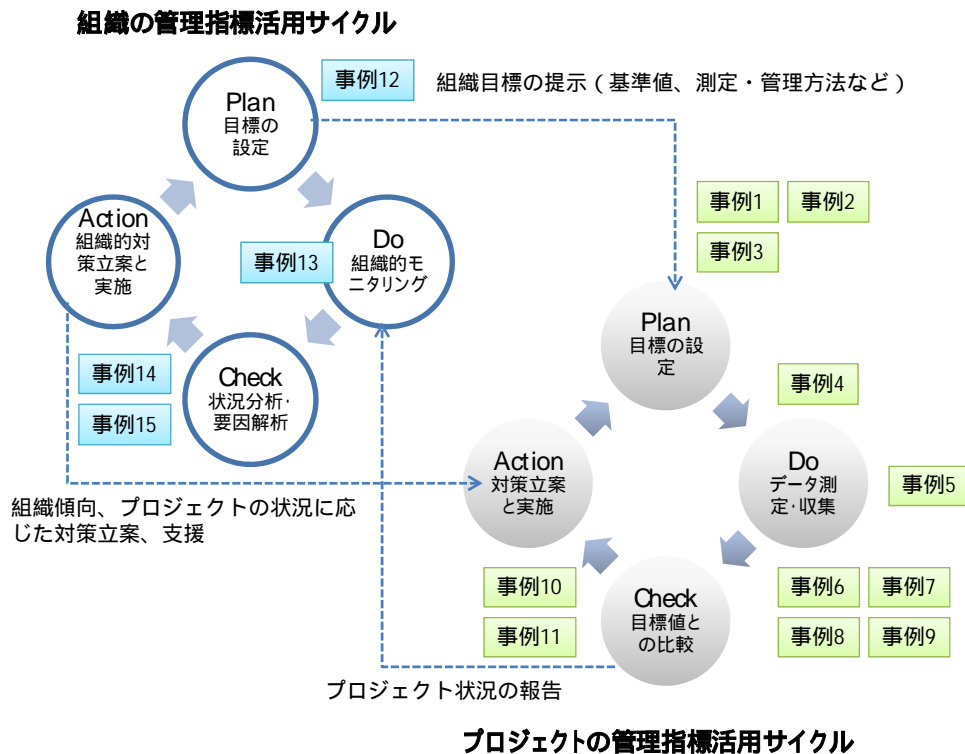 組織の管理指標活用サイクル
事例12
組織目標の提示（基準値、測定・管理方法など）
Plan
目標の
設定
Action
組織的対
策立案と
実施
事例13
Do
組織的モ
ニタリング
事例14
事例15
Check
状況分析・
要因解析
組織傾向、プロジェクトの状況に応
じた対策立案、支援
事例1
事例2
事例3
Plan
目標の設
定
事例4
Action
対策立案
と実施
Do
データ測
定・収集
事例5
事例10
事例11
Check
目標値と
の比較
事例6
事例7
事例8
事例9
プロジェクト状況の報告
プロジェクトの管理指標活用サイクル